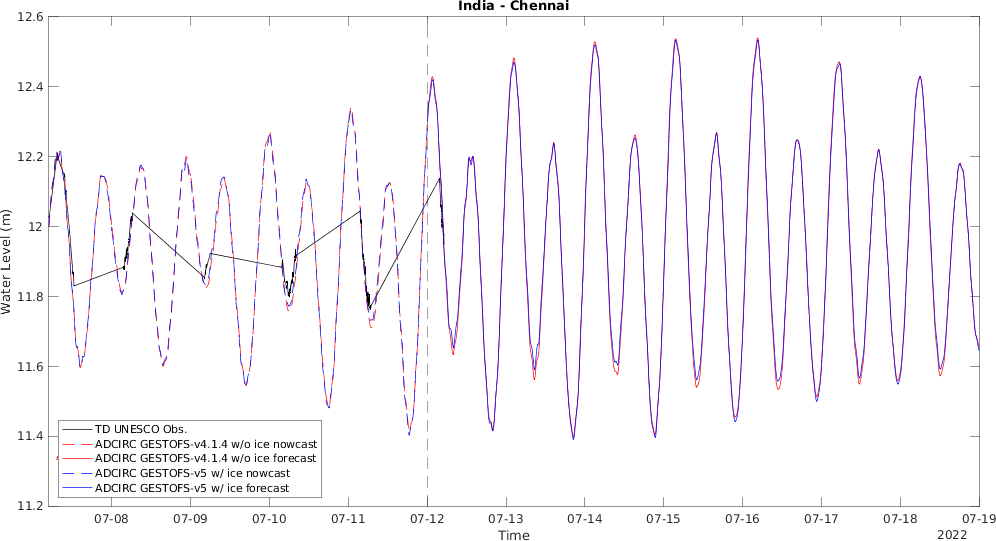 India - Chennai
Water Level (m)
12.6
12.4
12.2
12
11.8
11.6
11.4
11.2
TD UNESCO Obs.
ADCIRC GESTOFS-v4.1.4 w/o ice nowcast
ADCIRC GESTOFS-v4.1.4 w/o ice forecast
ADCIRC GESTOFS-v5 w/ ice nowcast
ADCIRC GESTOFS-v5 w/ ice forecast
07-08 07-09 07-10 07-11 07-12 07-13 07-14 07-15 07-16 07-17 07-18 07-19
Time
2022